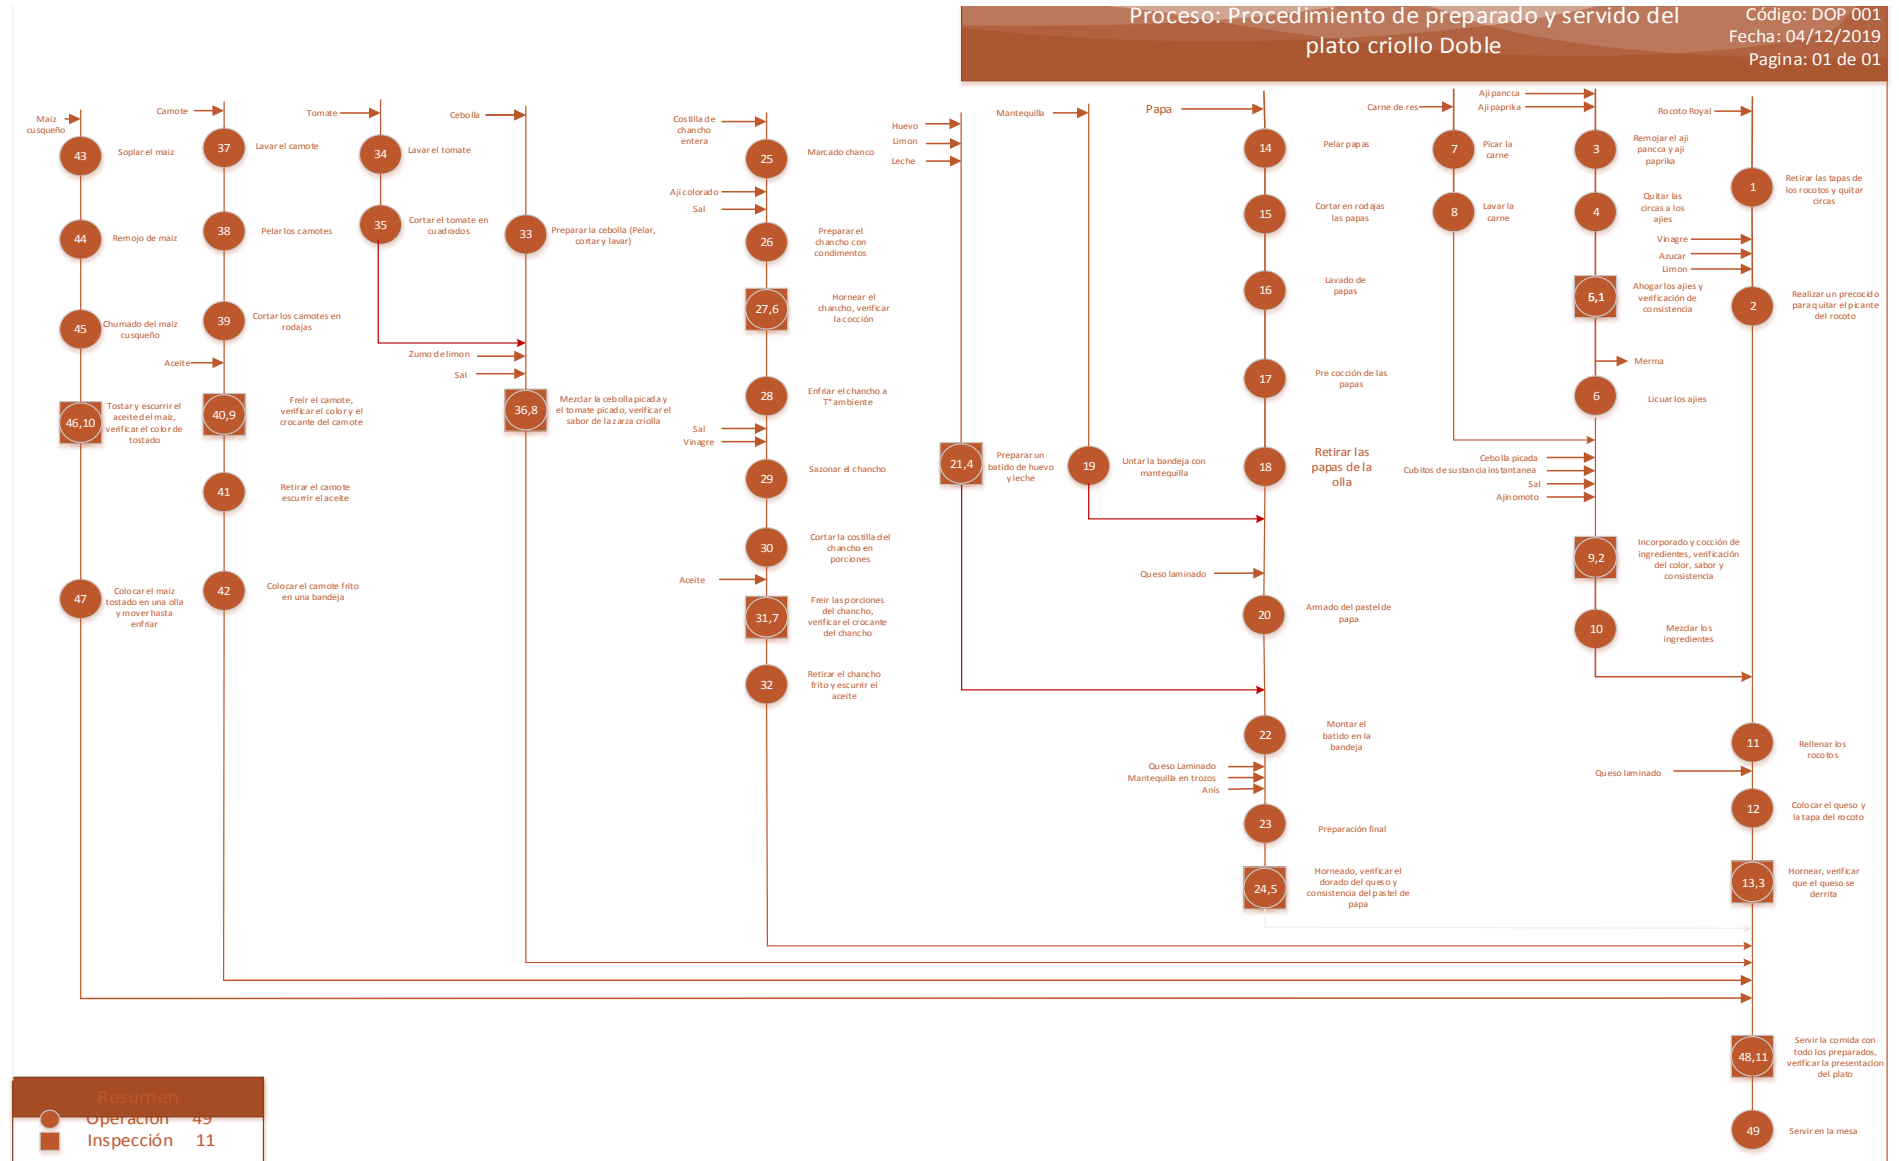 Proceso: Procedimiento de preparado y servido del
plato criollo Doble
Código: DOP 001
Fecha: 04/12/2019
Pagina: 01 de 01
Maiz
cusqueño
43
Soplar el maiz
44
Remojo de maiz
45
Chumado del maiz
cusqueño
46,10
Tostar y escurrir el
aceite del maíz,
verificar el color de
tostado
47
Colocar el maíz
tostado en una olla
y mover hasta
enfriar
Camote
37
Lavar el camote
38
Pelar los camotes
39
Cortar los camotes en
rodajas
Aceite
40,9
Freír el camote,
verificar el color y el
crocante del camote
41
Retirar el camote
escurrir el aceite
42
Colocar el camote frito
en una bandeja
Tomate
34
Lavar el tomate
35
Cortar el tomate en
cuadrados
Cebolla
33
Preparar la cebolla (Pelar,
cortar y lavar)
Zumo de limon
Sal
36,8
Mezclar la cebolla picada y
el tomate picado, verificar el
sabor de la zarza criolla
Costilla de
chancho
entera
25
Marcado chanco
Ají colorado
Sal
26
Preparar el
chancho con
condimentos
27,6
Hornear el
chancho, verificar
la cocción
28
Enfriar el chancho a
T° ambiente
Sal
Vinagre
29
Sazonar el chancho
30
Cortar la costilla del
chancho en
porciones
Aceite
31,7
Freir las porciones
del chancho,
verificar el crocante
del chancho
32
Retirar el chancho
frito y escurrir el
aceite
Huevo
Limon
Leche
21,4
Preparar un
batido de huevo
y leche
Mantequilla
19
Untar la bandeja con
mantequilla
Papa
14
Pelar papas
15
Cortar en rodajas
las papas
16
Lavado de
papas
17
Pre cocción de las
papas
18
Retirar las
papas de la
olla
Queso laminado
20
Armado del pastel de
papa
22
Montar el
batido en la
bandeja
Queso Laminado
Mantequilla en trozos
Anís
23
Preparación final
24,5
Horneado, verificar el
dorado del queso y
consistencia del pastel de
papa
Carne de res
7
Picar la
carne
8
Lavar la
carne
Aji pancca
Aji paprika
3
Remojar el aji
pancca y aji
paprika
4
Quitar las
circas a los
ajies
5,1
Ahogar los ajies y
verificación de
consistencia
Merma
6
Licuar los ajies
Cebolla picada
Cubitos de sustancia instantanea
Sal
Ajinomoto
9,2
Incorporado y cocción de
ingredientes, verificación
del color, sabor y
consistencia
10
Mezclar los
ingredientes
Rocoto Royal
1
Retirar las tapas de
los rocotos y quitar
circas
Vinagre
Azucar
Limon
2
Realizar un precocido
para quitar el picante
del rocoto
11
Rellenar los
rocotos
Queso laminado
12
Colocar el queso y
la tapa del rocoto
13,3
Hornear, verificar
que el queso se
derrita
48,11
Servir la comida con
todo los preparados,
verificar la presentacion
del plato
49
Servir en la mesa
Resumen
Operación 49
Inspección 11